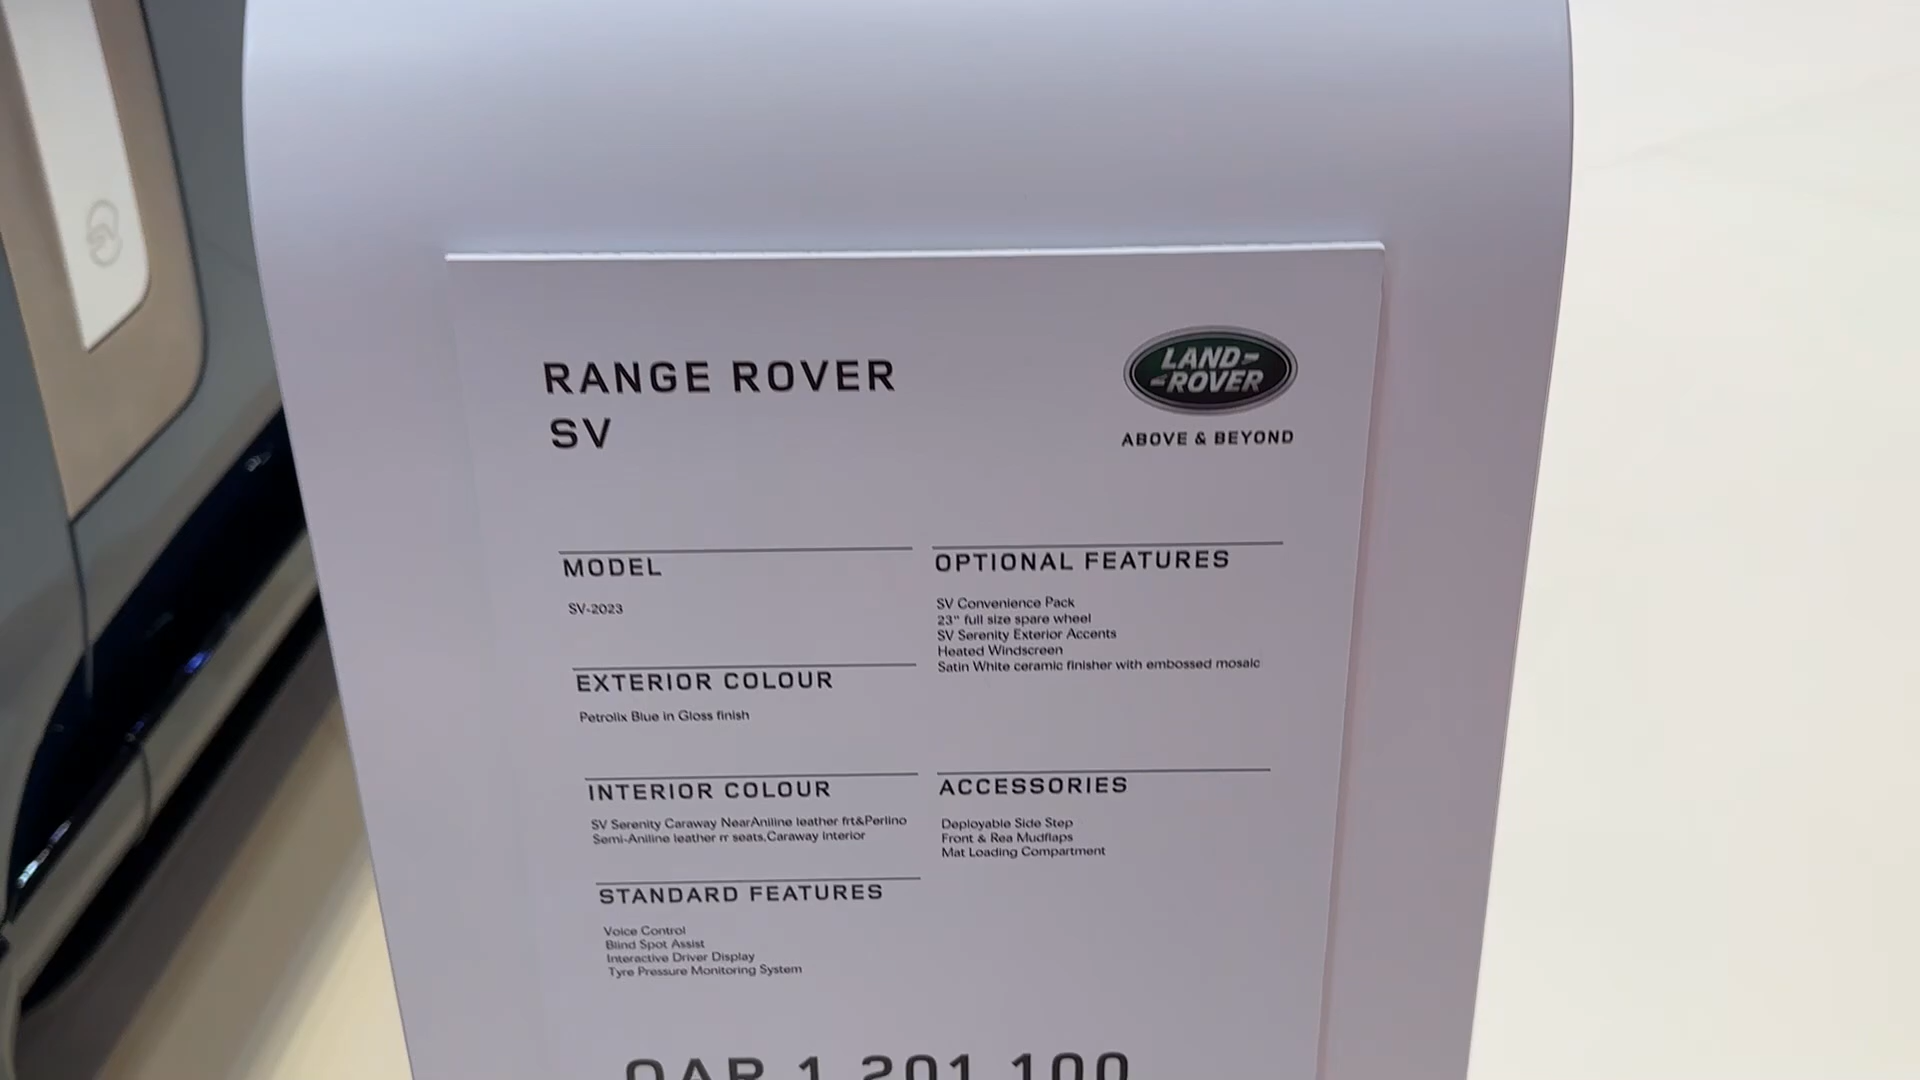 RANGE ROVER
SV
LAND-
-ROVER
ABOVE & BEYOND
MODEL
SV-2023
EXTERIOR COLOUR
Petrolix Blue in Gloss finish
INTERIOR COLOUR
SV Serenity Caraway NearAniline leather frt&Perlino
Semi-Aniline leather rr seats,Caraway Interior
STANDARD FEATURES
Voice Control
Blind Spot Assist
Interactive Driver Display
Tyre Pressure Monitoring System
OPTIONAL FEATURES
SV Convenience Pack
23" full size spare wheel
SV Serenity Exterior Accents
Heated Windscreen
Satin White ceramic finisher with embossed mosaic
ACCESSORIES
Deployable Side Step
Front & Rea Mudflaps
Mat Loading Compartment
QAR 1 201 100